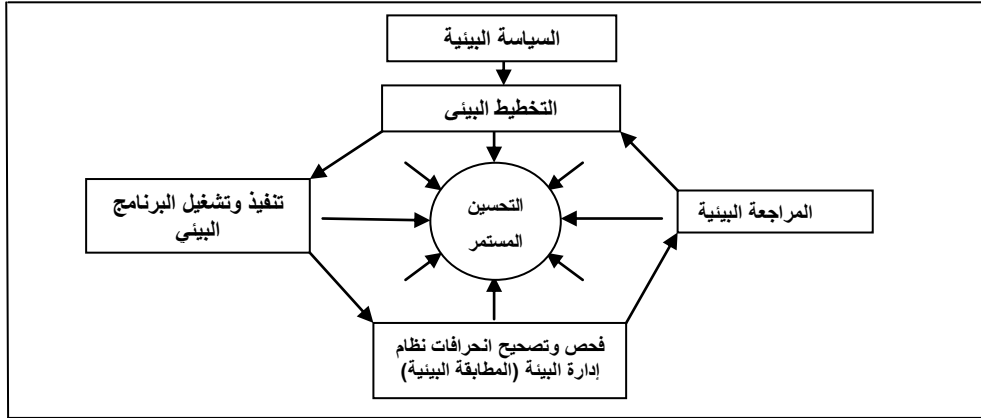 السياسة البيئية
التخطيط البيئى
تنفيذ وتشغيل البرنامج
البيئي
التحسين
المستمر
المراجعة البيئية
فحص وتصحيح انحرافات نظام
إدارة البيئة (المطابقة البيئية)